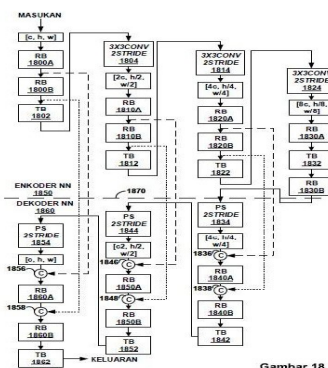 MASUKAN
[c, h, w]
RB
1800A
RB
1800B
TB
1802
3X3CONV
2STRIDE
1804
[2c, h/2,
w/2]
RB
1810A
RB
1810B
TB
1812
3X3CONV
2STRIDE
1814
[4c, h/4,
w/4]
RB
1820A
RB
1820B
TB
1822
3X3CONV
2STRIDE
1824
[8c, h/8,
w/8]
RB
1830A
TB
1832
RB
1830B
ENKODER NN
1850
1870
DEKODER NN
1860
PS
2STRIDE
1854
[c, h, w]
1856
C
RB
1860A
1858
C
RB
1860B
TB
1862
KELUARAN
PS
2STRIDE
1844
[c2, h/2,
w/2]
1846
C
RB
1850A
1848
C
RB
1850B
TB
1852
PS
2STRIDE
1834
[4c, h/4,
w/4]
1836
C
RB
1840A
1838
C
RB
1840B
TB
1842
Gambar 18